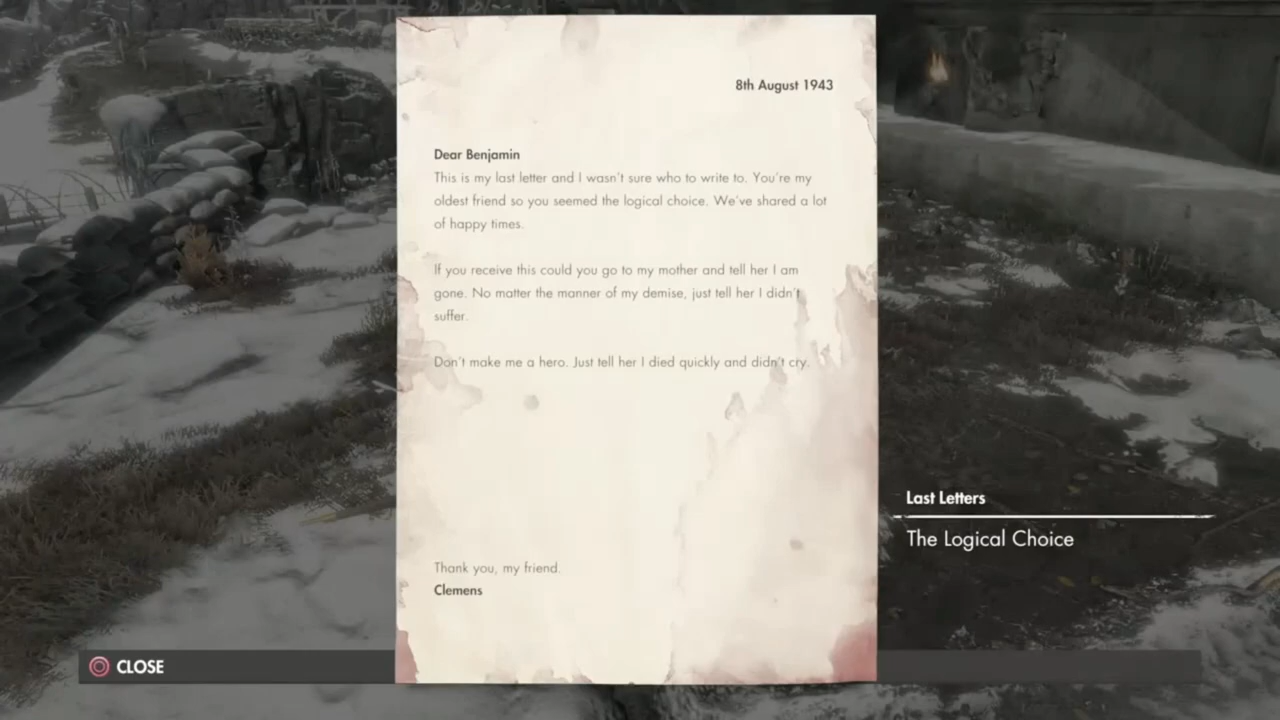 8th August 1943
Dear Benjamin
This is my last letter and I wasn't sure who to write to. You're my
oldest friend so you seemed the logical choice. We've shared a lot
of happy times.
If you receive this could you go to my mother and tell her I am
gone. No matter the manner of my demise, just tell her I didn't
suffer.
Don't make me a hero. Just tell her I died quickly and didn't cry.
Thank you, my friend.
Clemens
Last Letters
The Logical Choice
CLOSE